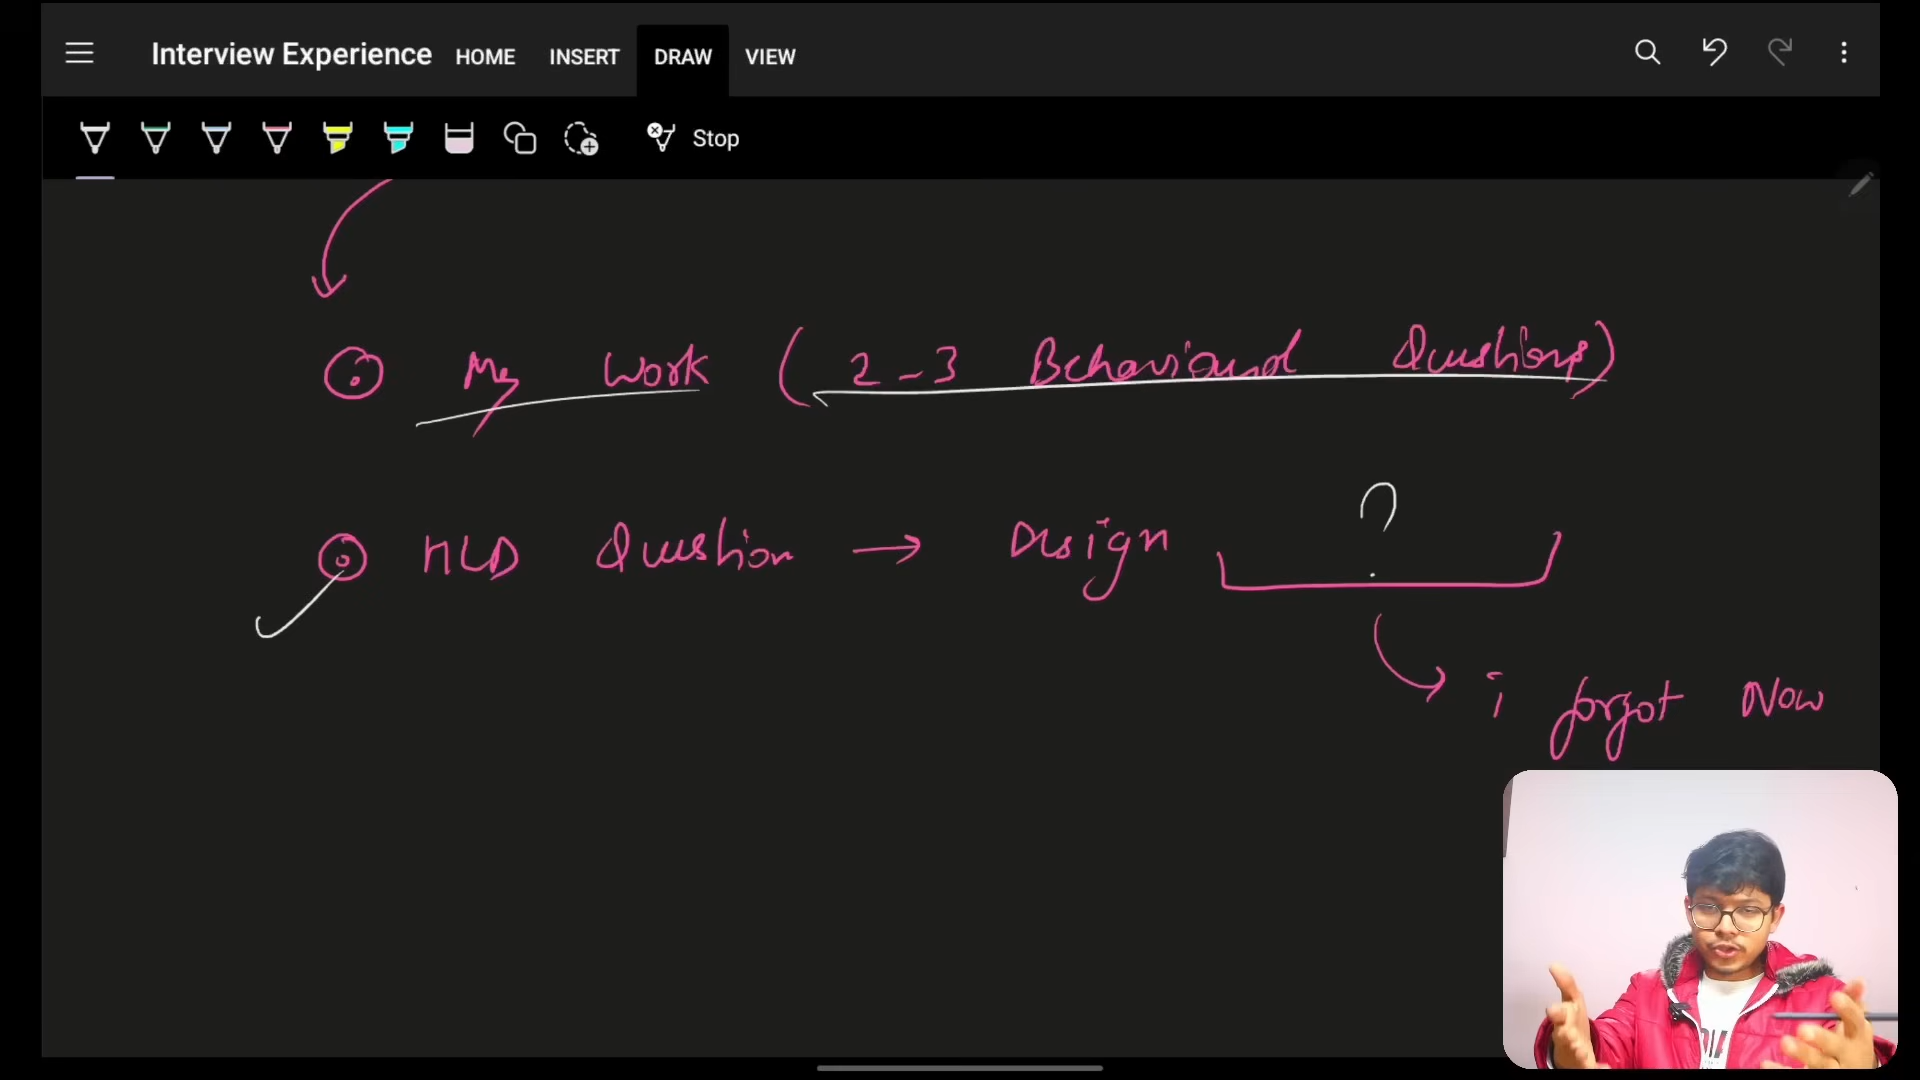 Interview Experience HOME INSERT DRAW VIEW
Stop
My Work (2-3 Behavioural Questions)
HLD Question → Design ?
i forgot Now